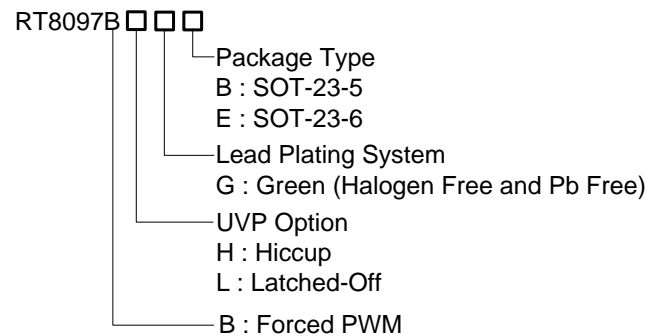 RT8097B□□□
Package Type
B : SOT-23-5
E : SOT-23-6
Lead Plating System
G : Green (Halogen Free and Pb Free)
UVP Option
H : Hiccup
L : Latched-Off
B : Forced PWM